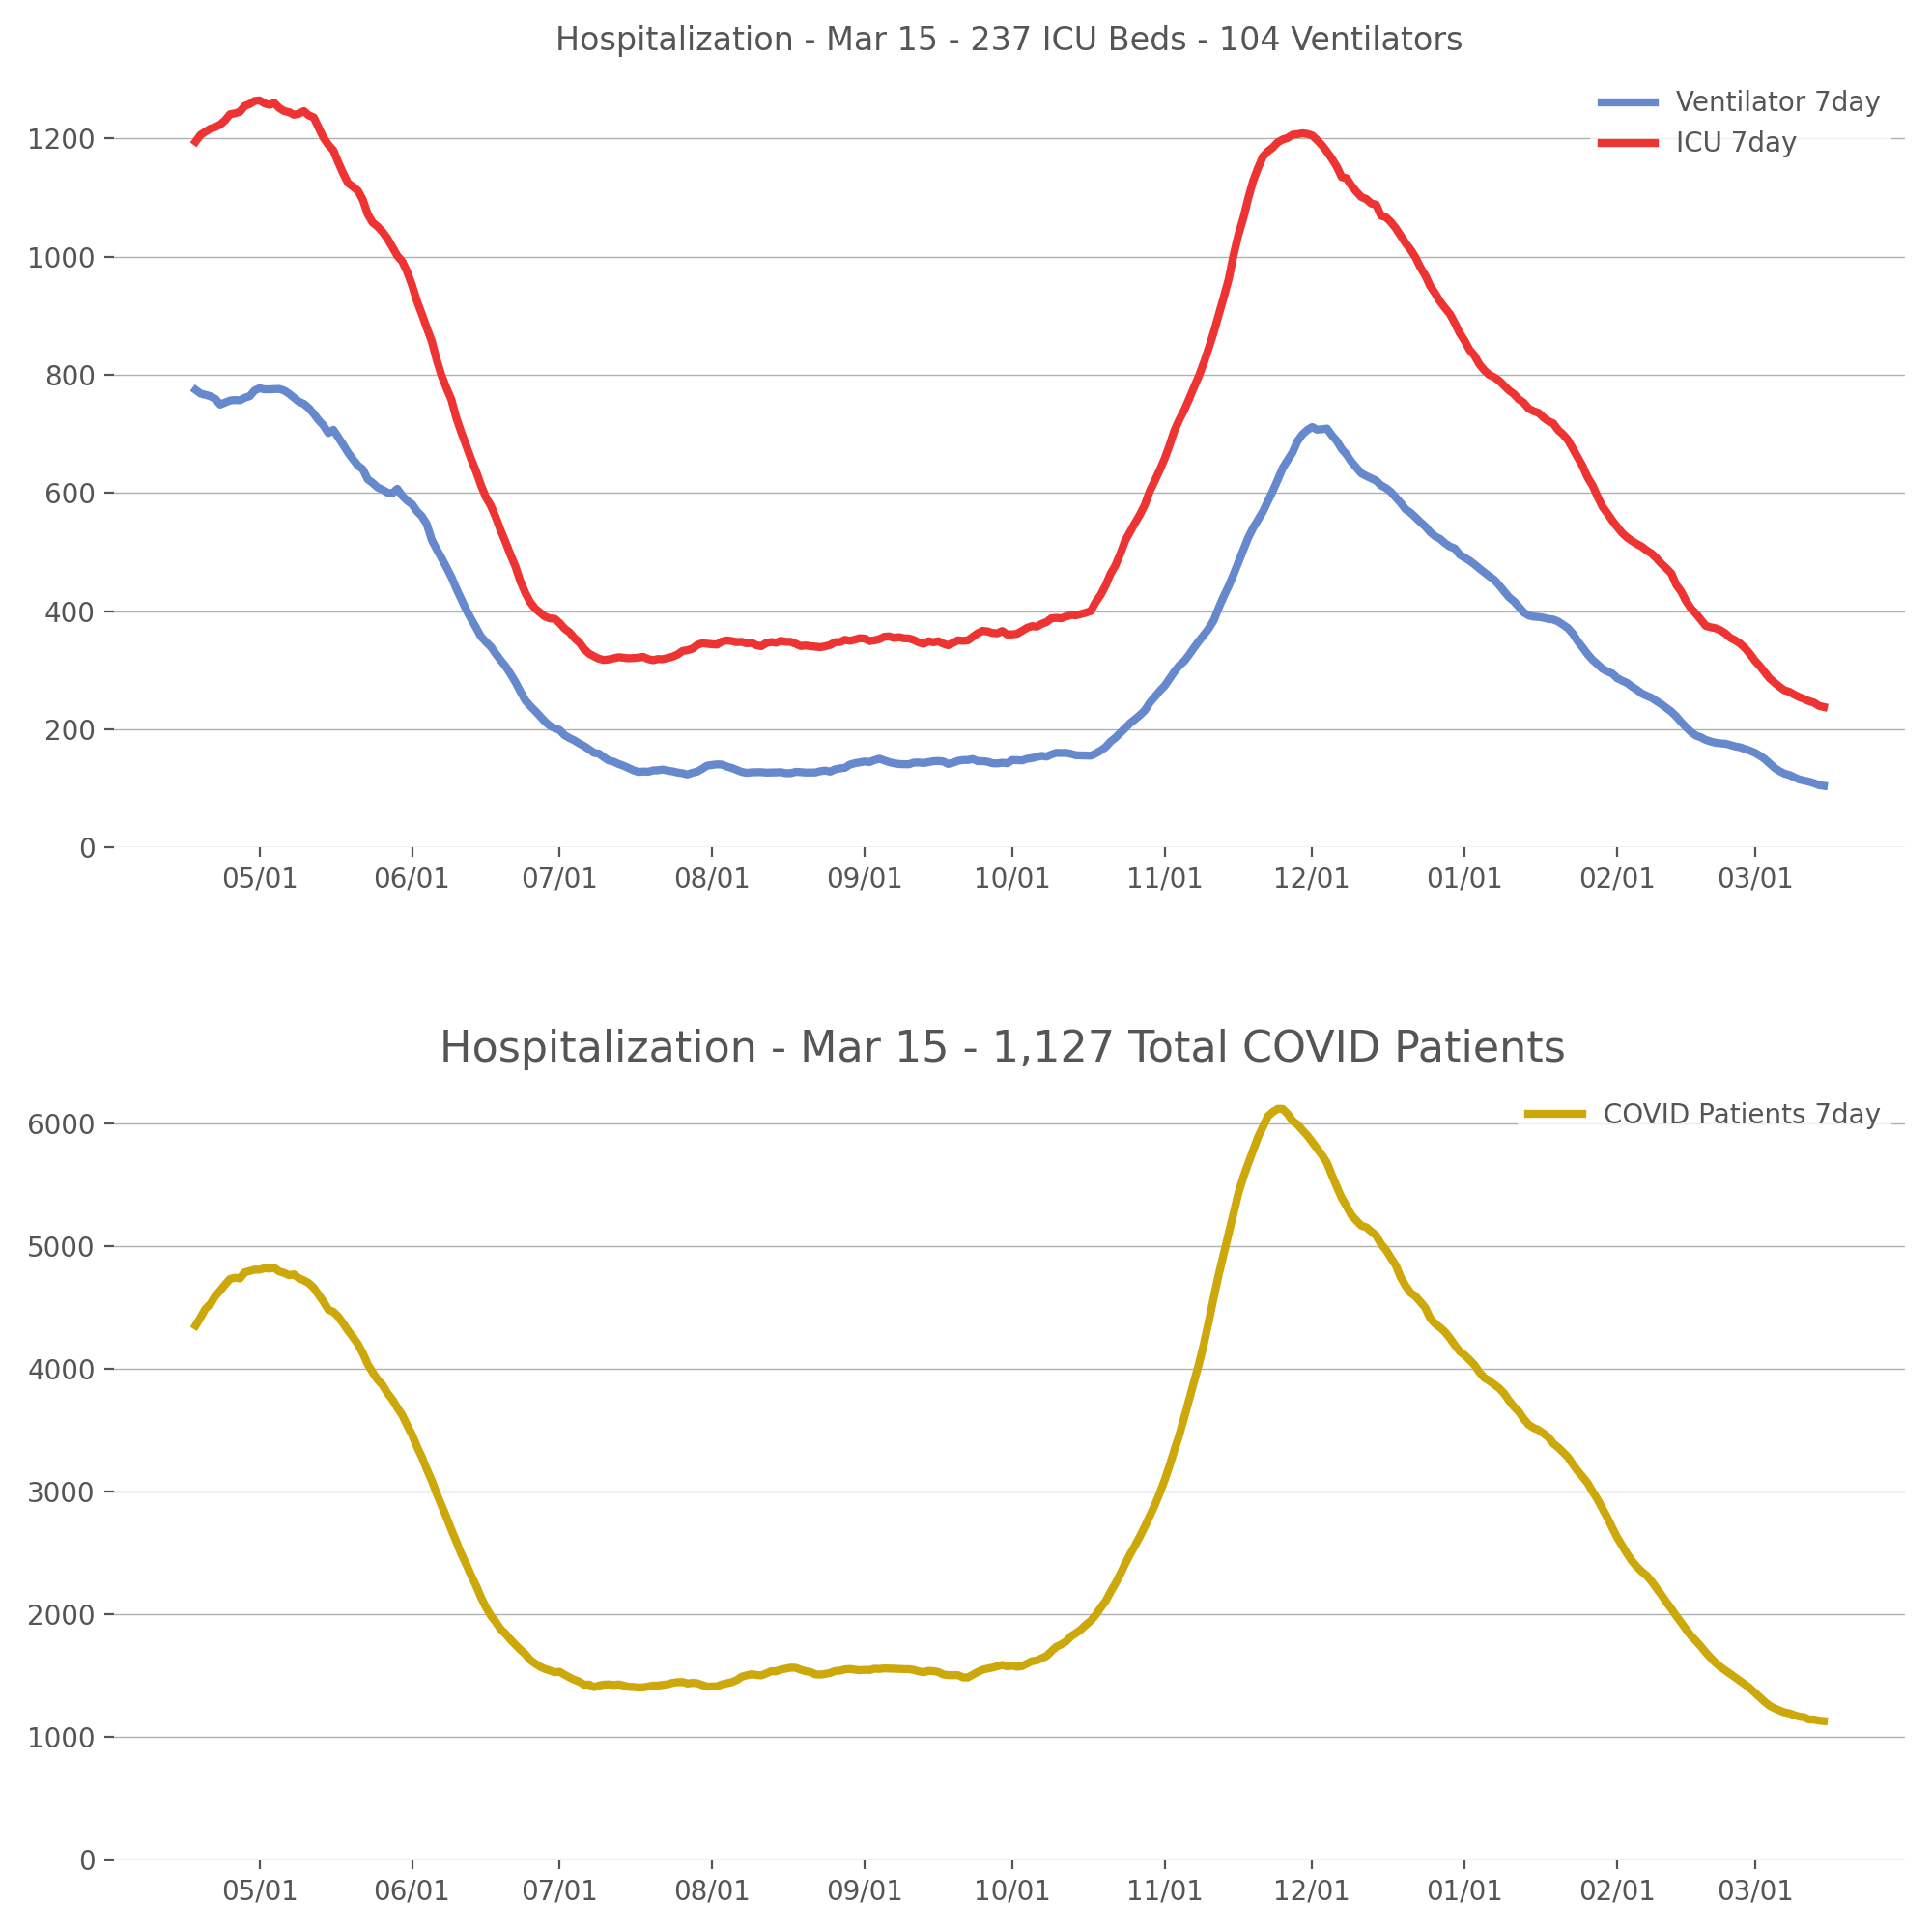 Hospitalization - Mar 15 - 237 ICU Beds - 104 Ventilators
Ventilator 7day
ICU 7day
1200
1000
800
600
400
200
0
05/01 06/01 07/01 08/01 09/01 10/01 11/01 12/01 01/01 02/01 03/01
Hospitalization - Mar 15 - 1,127 Total COVID Patients
COVID Patients 7day
6000
5000
4000
3000
2000
1000
0
05/01 06/01 07/01 08/01 09/01 10/01 11/01 12/01 01/01 02/01 03/01